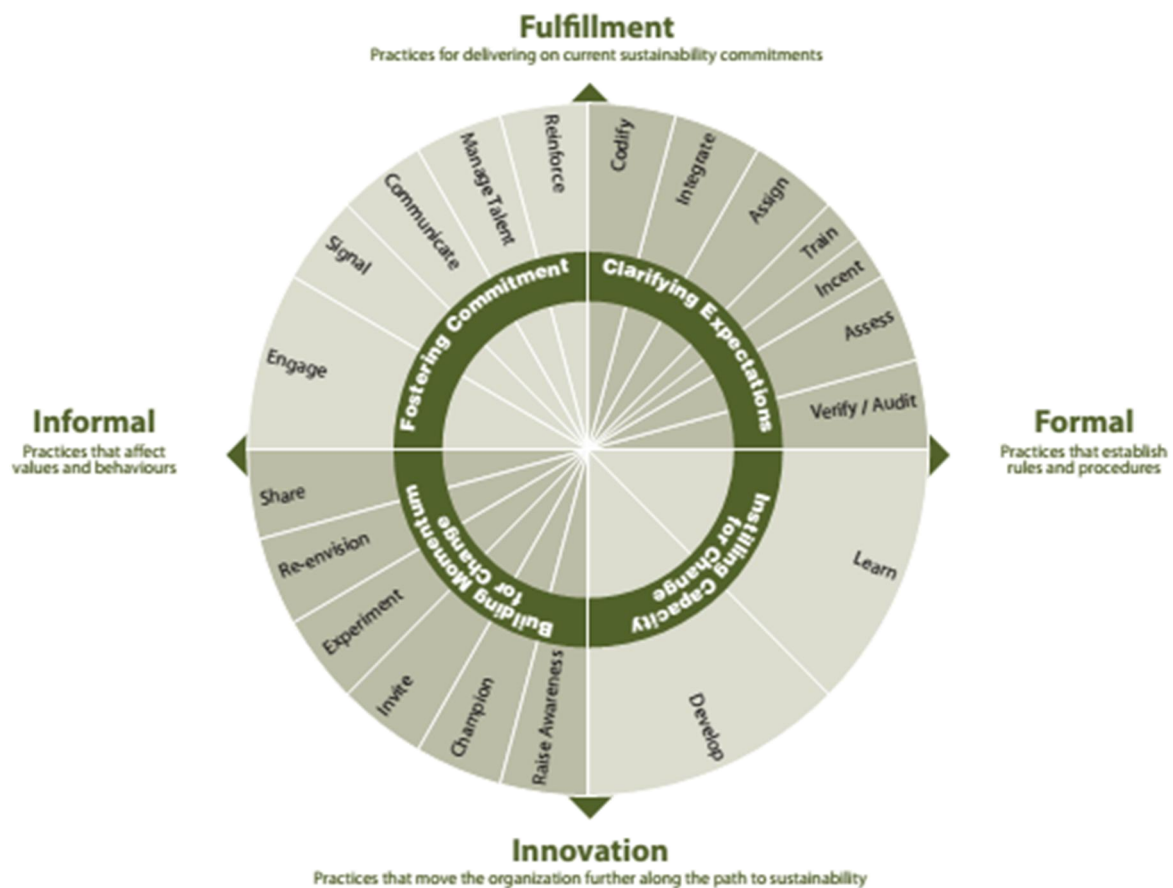 Fulfillment
Practices for delivering on current sustainability commitments
Reinforce
Manage Talent
Communicate
Signal
Engage
Fostering Commitment
Codify
Integrate
Assign
Train
Incent
Assess
Verify / Audit
Clarifying Expectations
Informal
Practices that affect
values and behaviours
Formal
Practices that establish
rules and procedures
Share
Re-envision
Experiment
Invite
Champion
Raise Awareness
Building Momentum
for Change
Learn
Develop
Instilling Capacity
for Change
Innovation
Practices that move the organization further along the path to sustainability